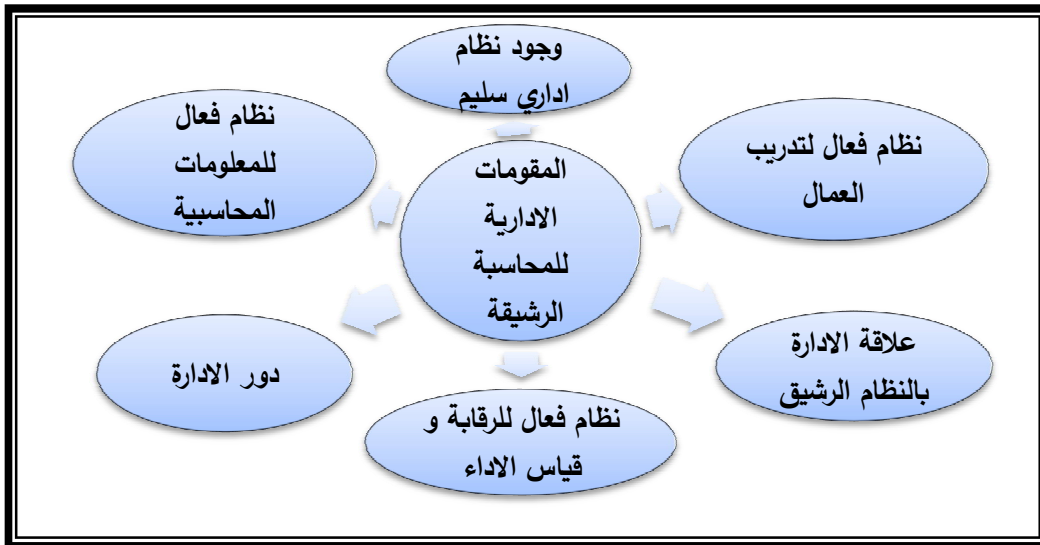 وجود نظام
اداري سليم
نظام فعال لتدريب
العمال
علاقة الادارة
بالنظام الرشيق
نظام فعال للرقابة و
قياس الاداء
دور الادارة
نظام فعال
للمعلومات
المحاسبية
المقومات
الادارية
للمحاسبة
الرشيقة